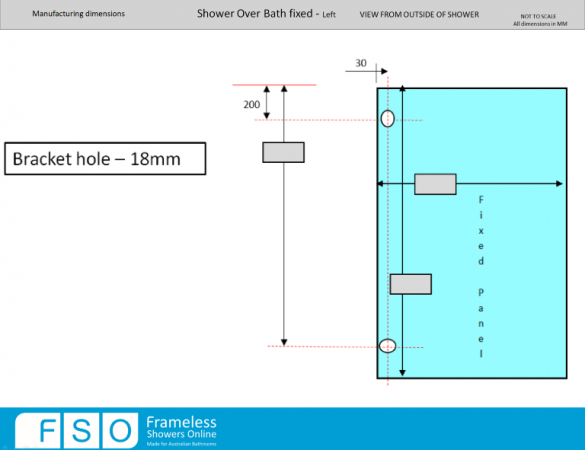 Manufacturing dimensions
Shower Over Bath fixed - Left
VIEW FROM OUTSIDE OF SHOWER
NOT TO SCALE
All dimensions in MM
30
200
Bracket hole – 18mm
Fixed Panel
FSO
Frameless
Showers Online
Made for Australian Bathrooms